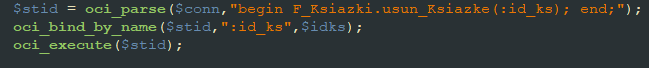 $stid = oci_parse($conn,"begin F_Ksiazki.usun_Ksiazke(:id_ks); end;");
oci_bind_by_name($stid,":id_ks",$idks);
oci_execute($stid);